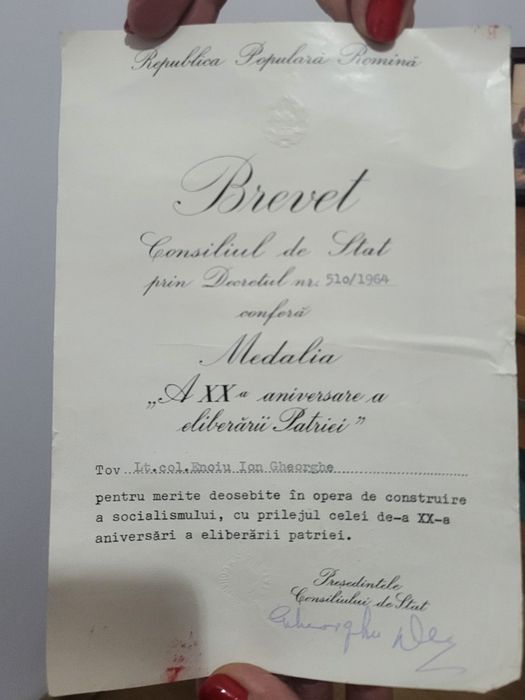 Republica Populară Romînă
Brevet
Consiliul de Stat
prin Decretul nr. 510/1964
conferă
Medalia
„A XX-a aniversare a
eliberării Patriei”
Tov Lt.col.Enoiu Ion Gheorghe
pentru merite deosebite în opera de construire
a socialismului, cu prilejul celei de-a XX-a
aniversări a eliberării patriei.
Președintele
Consiliului de Stat
Gheorghiu Dej